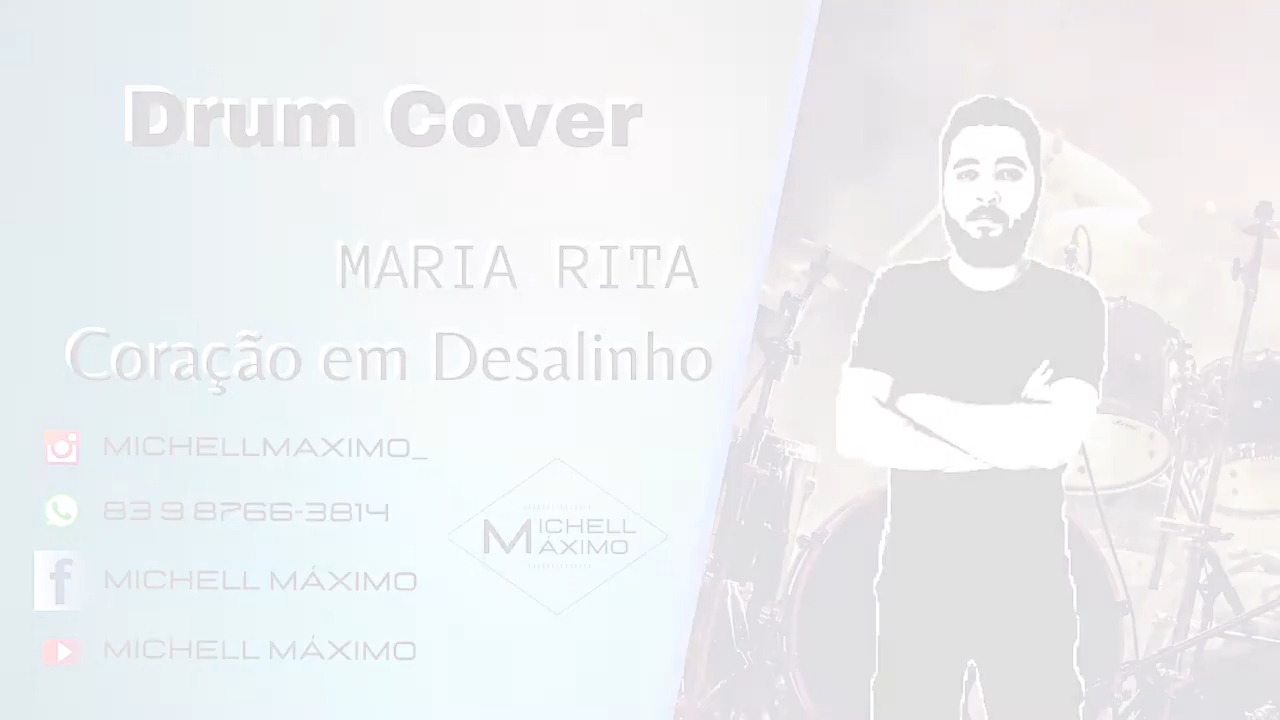 Drum Cover
MARIA RITA
Coração em Desalinho
MICHELLMAXIMO_
83 9 8766-3814
MICHELL MÁXIMO
MICHELL MÁXIMO
MICHELL
MÁXIMO